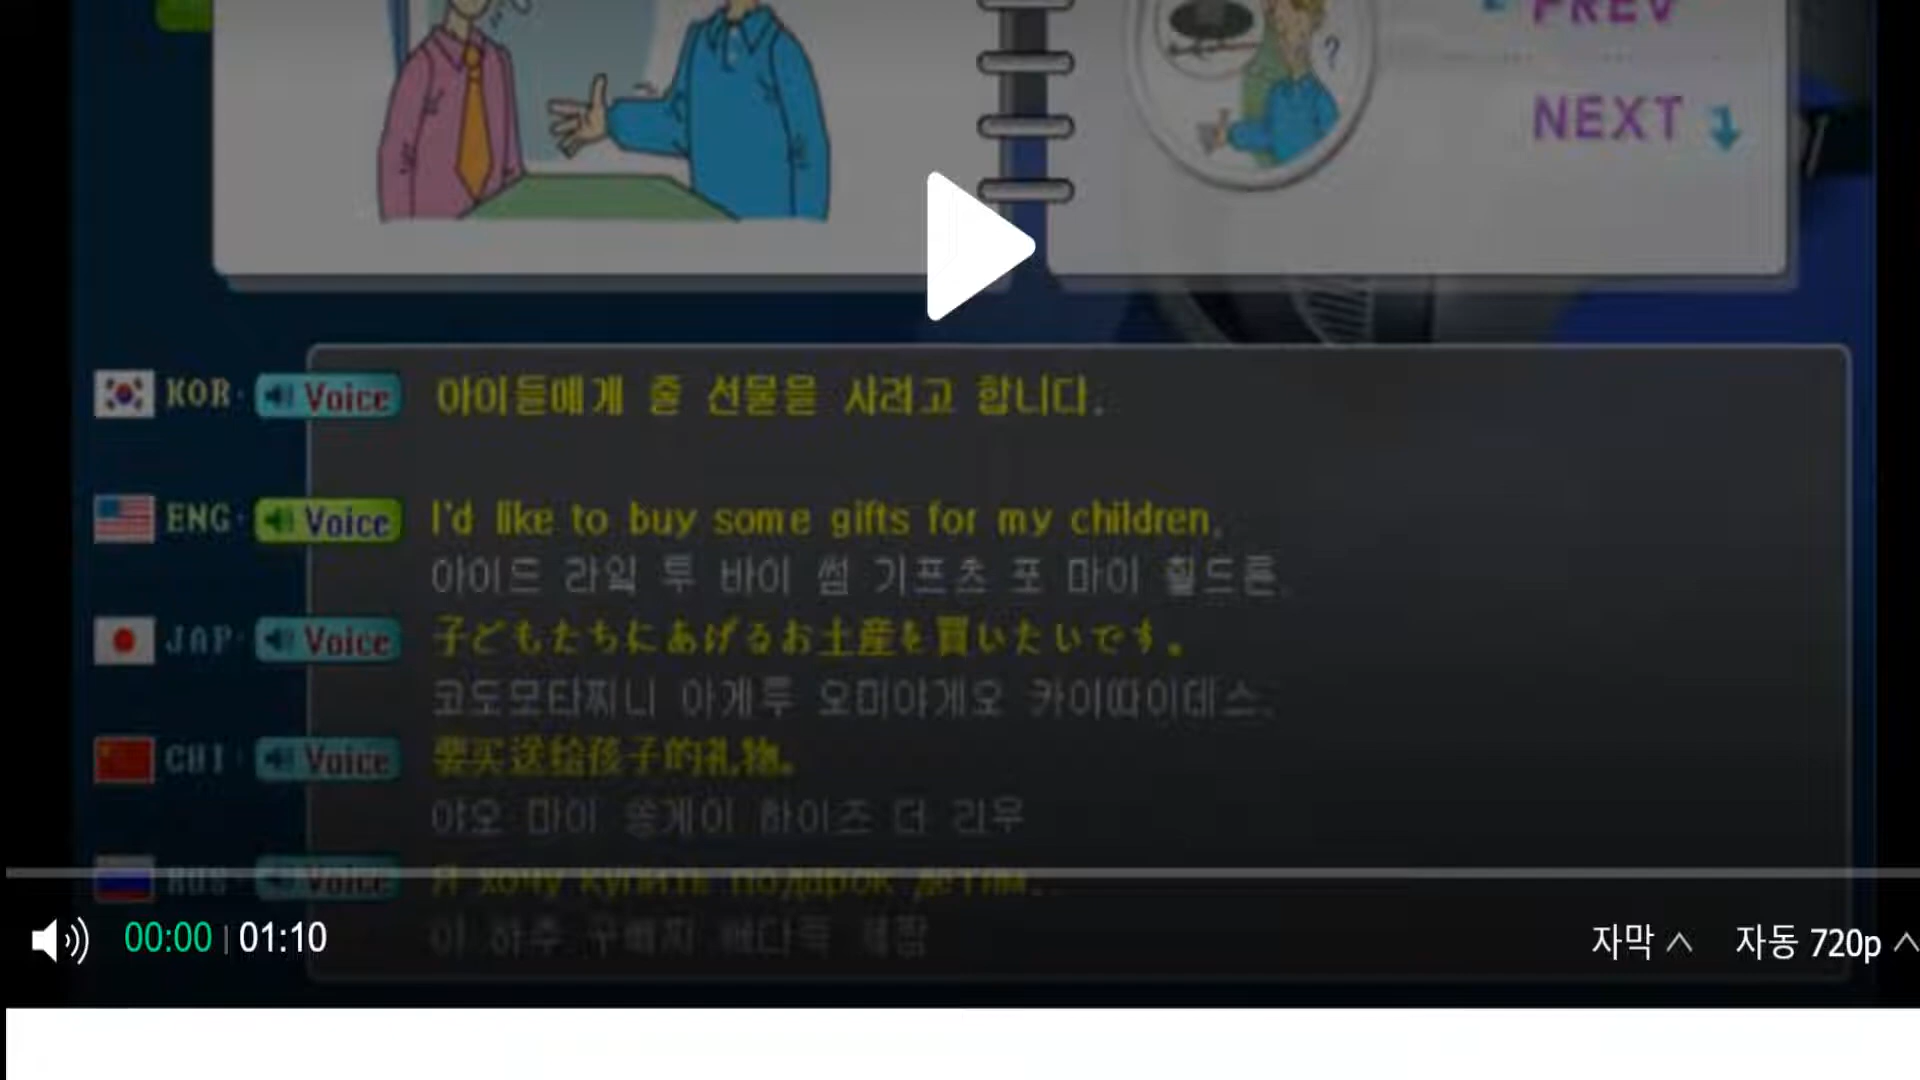 PREV
NEXT
KOR Voice 아이들에게 줄 선물을 사려고 합니다.
ENG Voice I'd like to buy some gifts for my children.
아이드 라잌 투 바이 썸 기프츠 포 마이 췰드른.
JAP Voice 子どもたちにあげるお土産を買いたいです。
코도모타찌니 아게루 오미야게오 카이따이데스.
CHI Voice 要买送给孩子的礼物。
야오 마이 쏭게이 하이즈 더 리우
RUS Voice Я хочу купить подарок детям.
00:00 | 01:10
자막 자동 720p